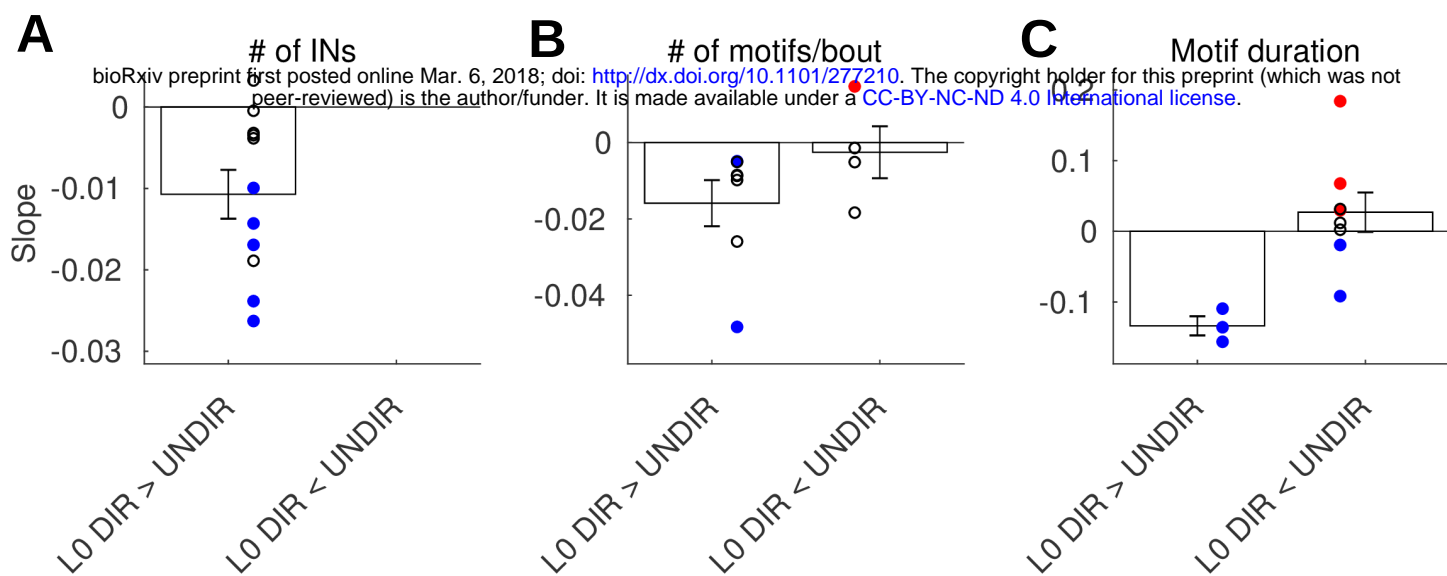 A
B
C
# of INs
# of motifs/bout
Motif duration
bioRxiv preprint first posted online Mar. 6, 2018; doi: http://dx.doi.org/10.1101/277210. The copyright holder for this preprint (which was not
peer-reviewed) is the author/funder. It is made available under a CC-BY-NC-ND 4.0 International license.
Slope
0
-0.01
-0.02
-0.03
L0 DIR > UNDIR
L0 DIR < UNDIR
0
-0.02
-0.04
L0 DIR > UNDIR
L0 DIR < UNDIR
0.2
0.1
0
-0.1
L0 DIR > UNDIR
L0 DIR < UNDIR